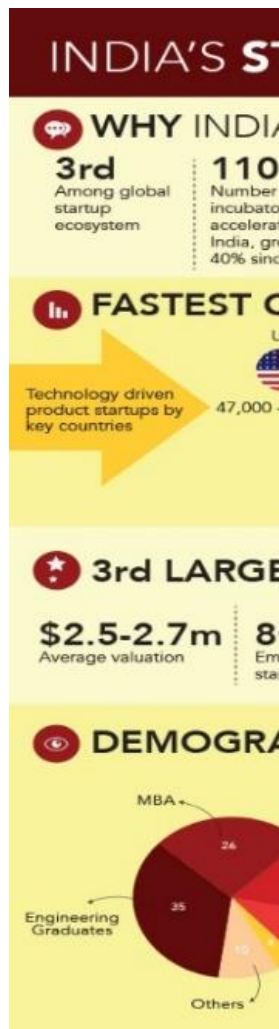 INDIA'S ST
WHY INDIA
3rd
Among global
startup
ecosystem
110
Number
incubato
accelerat
India, gro
40% sinc
FASTEST
U
Technology driven
product startups by
key countries
47,000
3rd LARGE
$2.5-2.7m
Average valuation
8
Em
sta
DEMOGRA
MBA
26
Engineering
Graduates
35
10
4
Others